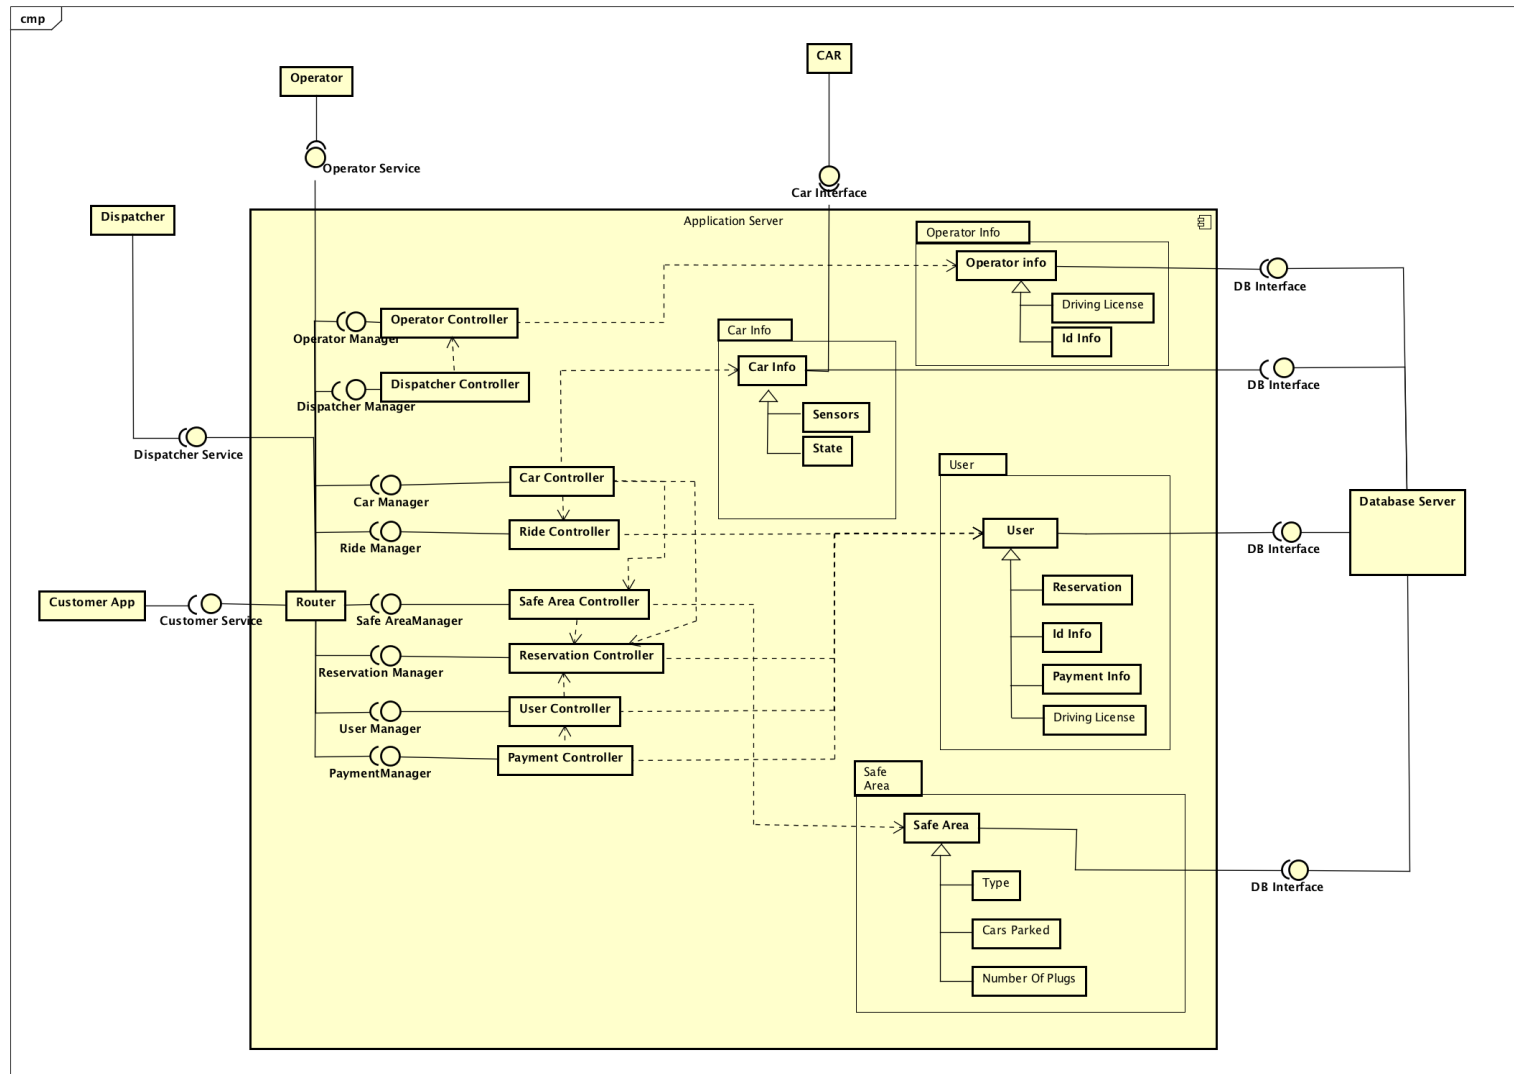 cmp
CAR
Operator
Operator Service
Car Interface
Dispatcher
Application Server
Operator Info
Operator info
DB Interface
Driving License
Operator Controller
Operator Manager
Car Info
Id Info
Car Info
Dispatcher Controller
DB Interface
Dispatcher Manager
Sensors
State
Dispatcher Service
User
Car Controller
Car Manager
Database Server
Ride Controller
User
Ride Manager
DB Interface
Reservation
Customer App
Router
Safe Area Controller
Customer Service
Safe AreaManager
Id Info
Reservation Controller
Reservation Manager
Payment Info
User Controller
Driving License
User Manager
Payment Controller
PaymentManager
Safe
Area
Safe Area
Type
DB Interface
Cars Parked
Number Of Plugs